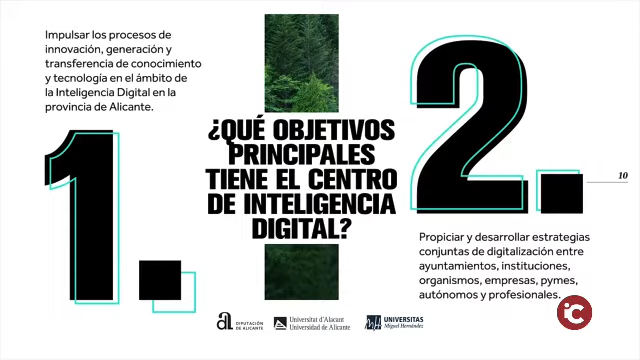 Impulsar los procesos de
innovación, generación y
transferencia de conocimiento
y tecnología en el ámbito de
la Inteligencia Digital en la
provincia de Alicante.
1.
¿QUÉ OBJETIVOS
PRINCIPALES
TIENE EL CENTRO
DE INTELIGENCIA
DIGITAL?
2.
10
Propiciar y desarrollar estrategias
conjuntas de digitalización entre
ayuntamientos, instituciones,
organismos, empresas, pymes,
autónomos y profesionales.
DIPUTACIÓN
DE ALICANTE
Universitat d'Alacant
Universidad de Alicante
UNIVERSITAS
Miguel Hernández